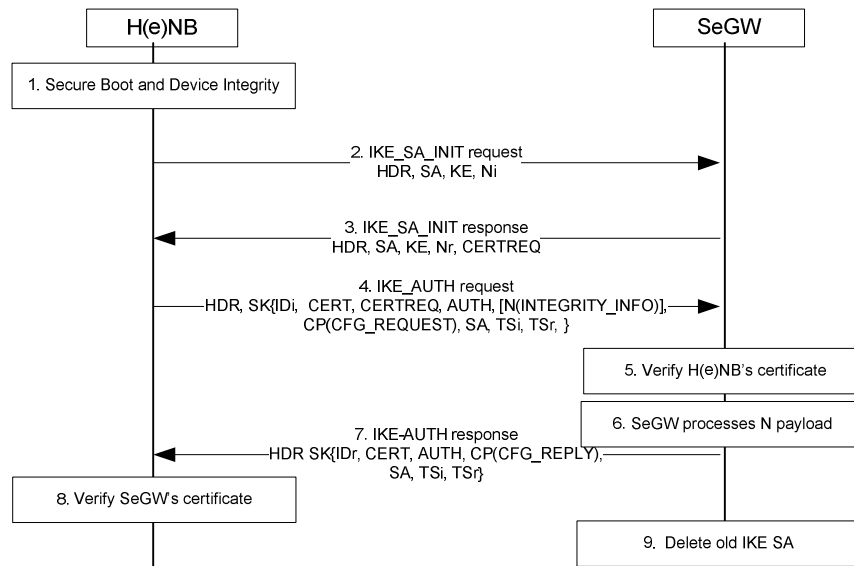 H(e)NB
SeGW
1. Secure Boot and Device Integrity
2. IKE_SA_INIT request
HDR, SA, KE, Ni
3. IKE_SA_INIT response
HDR, SA, KE, Nr, CERTREQ
4. IKE_AUTH request
HDR, SK{IDi, CERT, CERTREQ, AUTH, [N(INTEGRITY_INFO)],
CP(CFG_REQUEST), SA, TSi, TSr, }
5. Verify H(e)NB's certificate
6. SeGW processes N payload
7. IKE-AUTH response
HDR SK{IDr, CERT, AUTH, CP(CFG_REPLY),
SA, TSi, TSr}
8. Verify SeGW's certificate
9. Delete old IKE SA